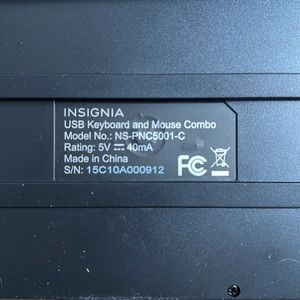 INSIGNIA
USB Keyboard and Mouse Combo
Model No.: NS-PNC5001-C
Rating: 5V ⎓ 40mA
Made in China
S/N: 15C10A000912
FC